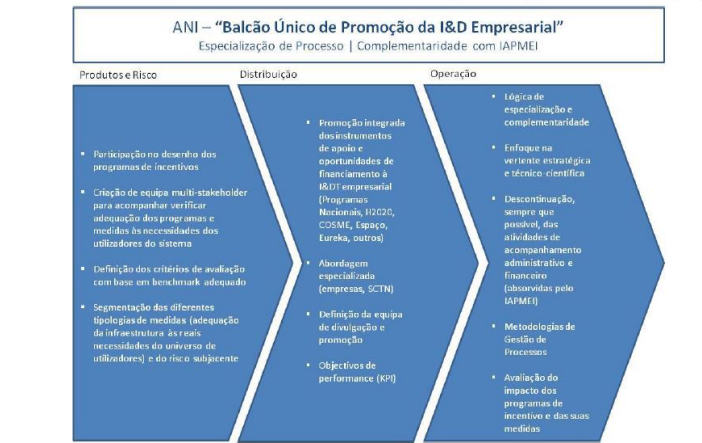 ANI – “Balcão Único de Promoção da I&D Empresarial”
Especialização de Processo | Complementaridade com IAPMEI
Produtos e Risco
▪ Participação no desenho dos
programas de incentivos
▪ Criação de equipa multi-stakeholder
para acompanhar verificar
adequação dos programas e
medidas às necessidades dos
utilizadores do sistema
▪ Definição dos critérios de avaliação
com base em benchmark adequado
▪ Segmentação das diferentes
tipologias de medidas (adequação
da infraestrutura às reais
necessidades do universo de
utilizadores) e do risco subjacente
Distribuição
▪ Promoção integrada
dos instrumentos
de apoio e
oportunidades de
financiamento à
I&DT empresarial
(Programas
Nacionais, H2020,
COSME, Espaço,
Eureka, outros)
▪ Abordagem
especializada
(empresas, SCTN)
▪ Definição da equipa
de divulgação e
promoção
▪ Objectivos de
performance (KPI)
Operação
▪ Lógica de
especialização e
complementaridade
▪ Enfoque na
vertente estratégica
e técnico-científica
▪ Descontinuação,
sempre que
possível, das
atividades de
acompanhamento
administrativo e
financeiro
(absorvidas pelo
IAPMEI)
▪ Metodologias de
Gestão de
Processos
▪ Avaliação do
impacto dos
programas de
incentivo e das suas
medidas